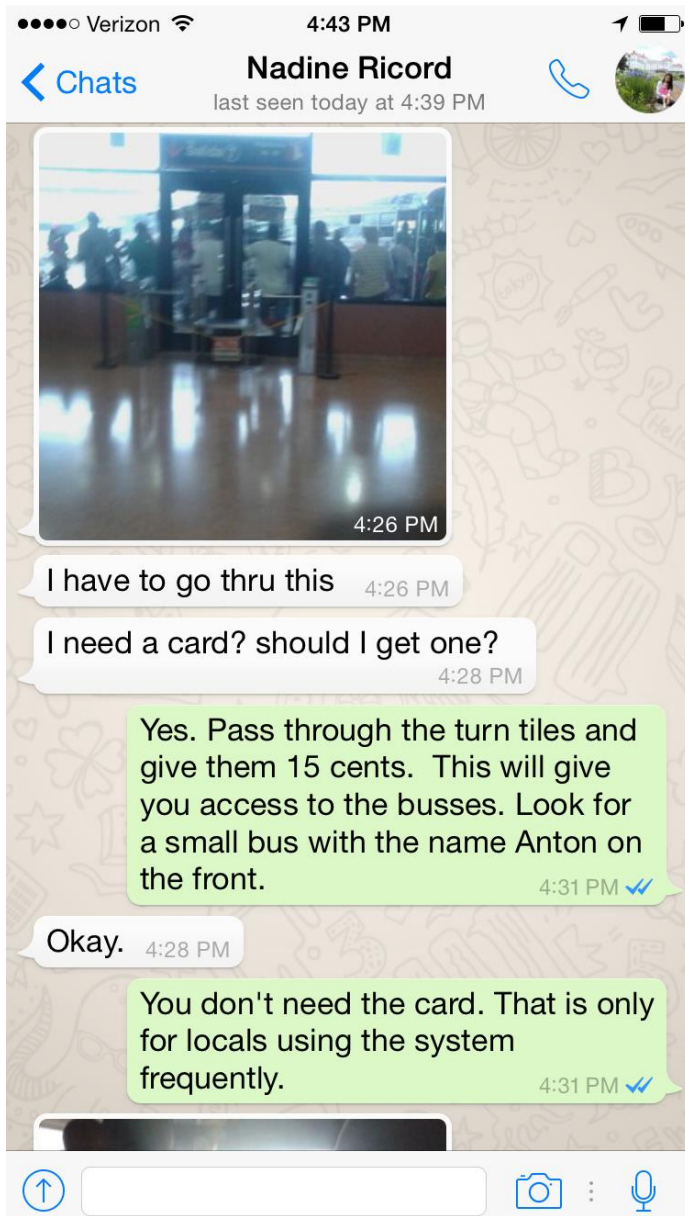 Verizon 4:43 PM
Chats
Nadine Ricord
last seen today at 4:39 PM
Salida
4:26 PM
I have to go thru this 4:26 PM
I need a card? should I get one?
4:28 PM
Yes. Pass through the turn tiles and
give them 15 cents. This will give
you access to the busses. Look for
a small bus with the name Anton on
the front.
4:31 PM
Okay. 4:28 PM
You don't need the card. That is only
for locals using the system
frequently.
4:31 PM